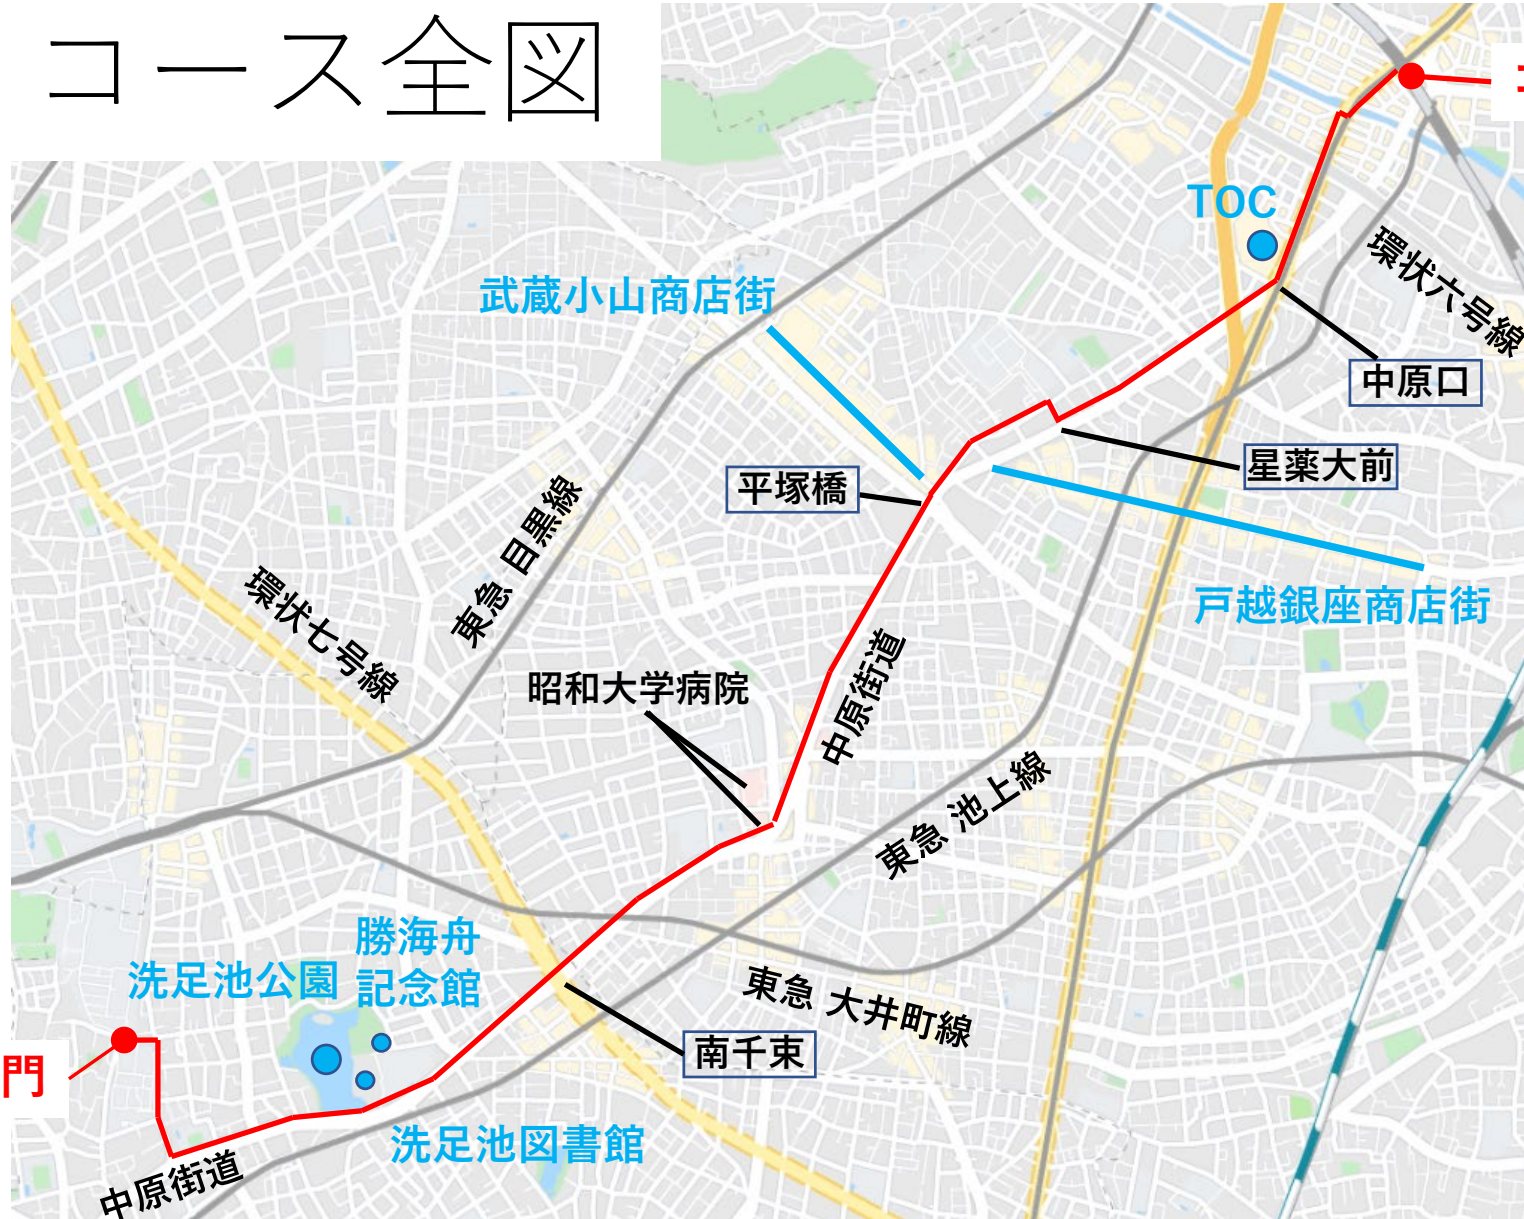 コース全図
TOC
環状六号線
武蔵小山商店街
中原口
星薬大前
平塚橋
東急 目黒線
環状七号線
戸越銀座商店街
昭和大学病院
中原街道
東急 池上線
勝海舟
記念館
洗足池公園
東急 大井町線
南千束
門
洗足池図書館
中原街道